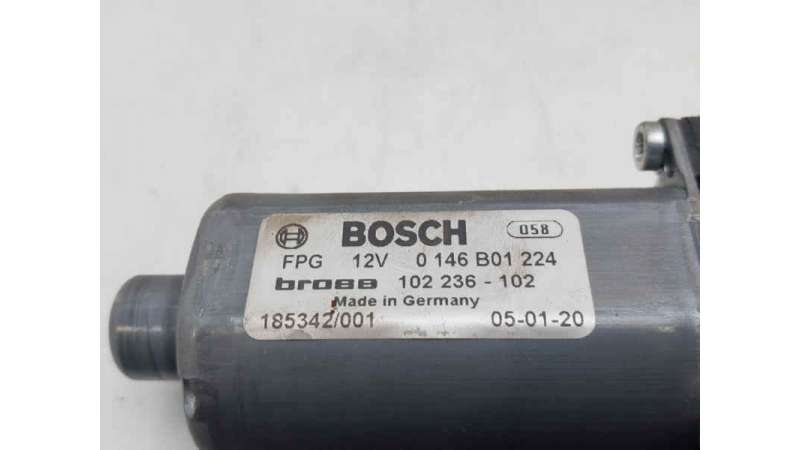 BOSCH 058
FPG 12V 0 146 B01 224
brose 102 236 - 102
Made in Germany
185342/001 05-01-20